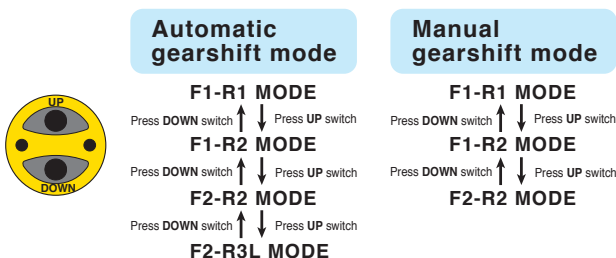 UP
DOWN
Automatic
gearshift mode
F1-R1 MODE
Press DOWN switch Press UP switch
F1-R2 MODE
Press DOWN switch Press UP switch
F2-R2 MODE
Press DOWN switch Press UP switch
F2-R3L MODE
Manual
gearshift mode
F1-R1 MODE
Press DOWN switch Press UP switch
F1-R2 MODE
Press DOWN switch Press UP switch
F2-R2 MODE